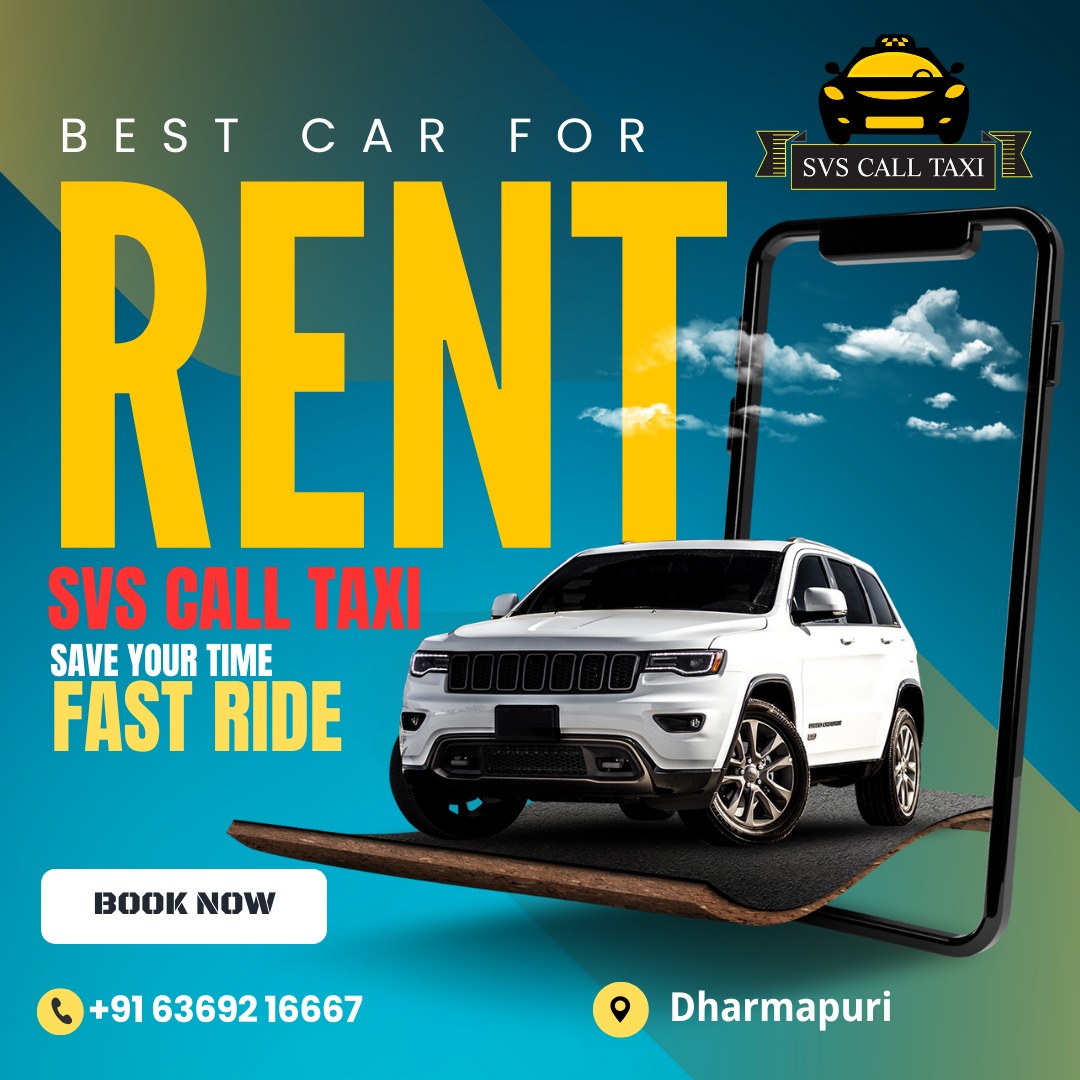 SVS CALL TAXI
BEST CAR FOR
RENT
SVS CALL TAXI
SAVE YOUR TIME
FAST RIDE
BOOK NOW
+91 63692 16667
Dharmapuri